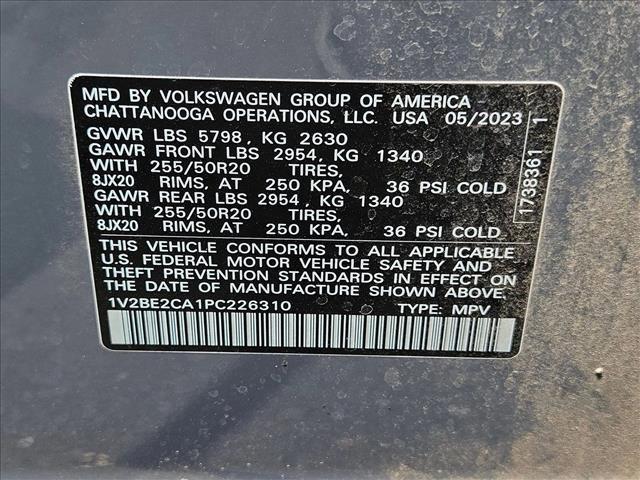 MFD BY VOLKSWAGEN GROUP OF AMERICA
CHATTANOOGA OPERATIONS, LLC. USA 05/2023
GVWR LBS 5798, KG 2630
GAWR FRONT LBS 2954, KG 1340
WITH 255/50R20 TIRES,
8JX20 RIMS, AT 250 KPA, 36 PSI COLD
GAWR REAR LBS 2954 , KG 1340
WITH 255/50R20 TIRES,
8JX20 RIMS, AT 250 KPA, 36 PSI COLD
THIS VEHICLE CONFORMS TO ALL APPLICABLE
U.S. FEDERAL MOTOR VEHICLE SAFETY AND
THEFT PREVENTION STANDARDS IN EFFECT ON
THE DATE OF MANUFACTURE SHOWN ABOVE.
1V2BE2CA1PC226310 TYPE: MPV
1738361 1